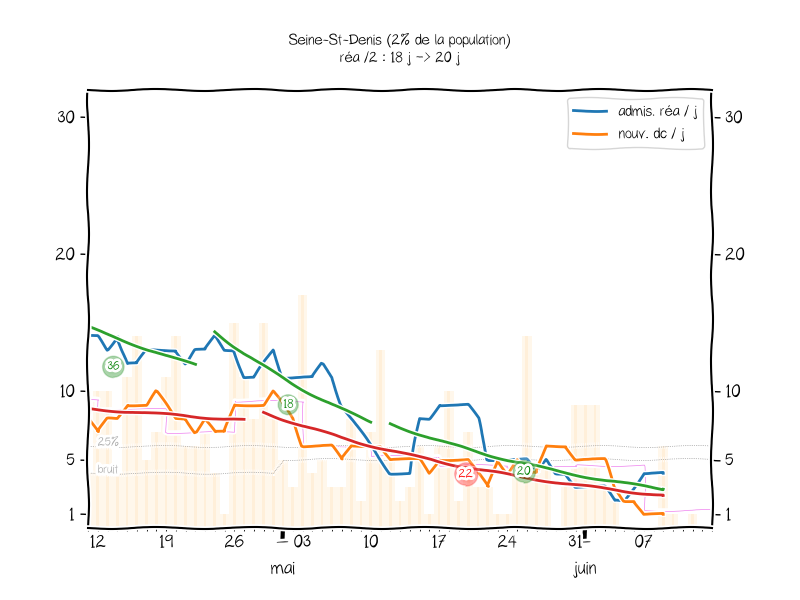 Seine-St-Denis (2% de la population)
réa /2 : 18 j -> 20 j
admis. réa / j
nouv. dc / j
30
30
20
20
10
10
5
5
1
1
36
18
22
20
2.5%
bruit
12 19 26 03 10 17 24 31 07
mai juin